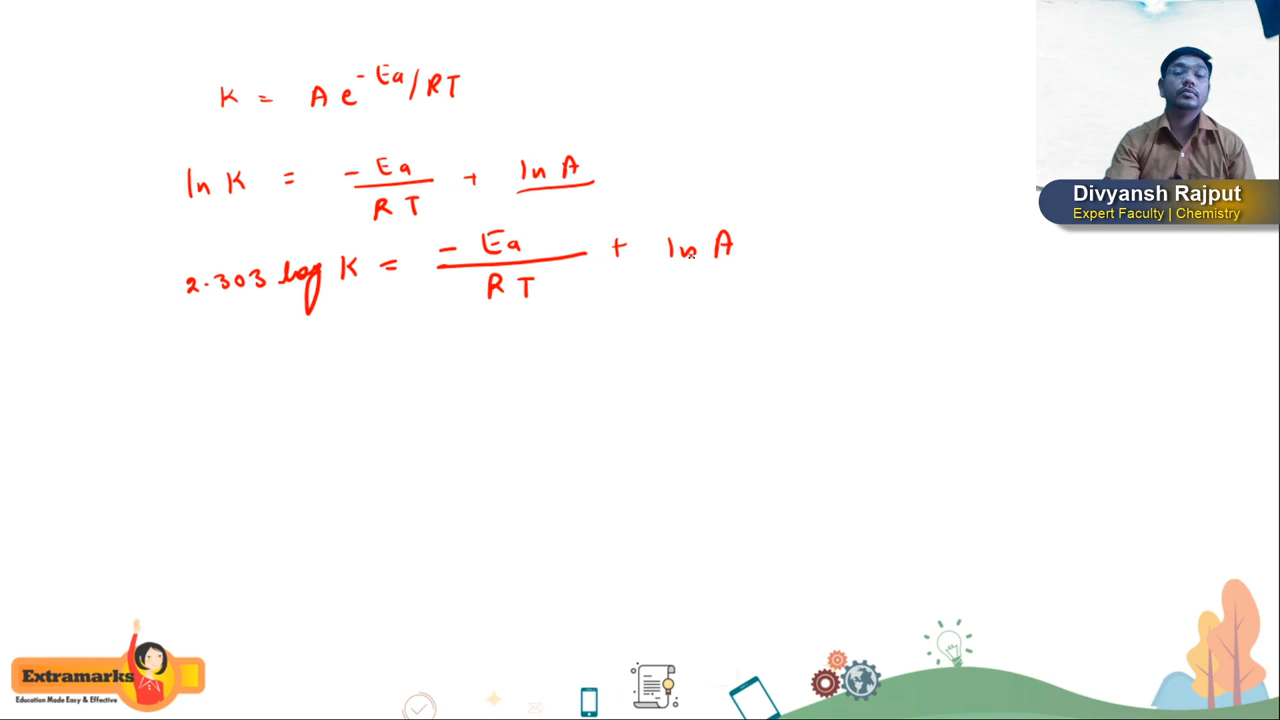 K = A e^-Ea/RT
ln K = -Ea/RT + ln A
2.303 log K = -Ea/RT + ln A
Divyansh Rajput
Expert Faculty | Chemistry
Extramarks
Education Made Easy & Effective